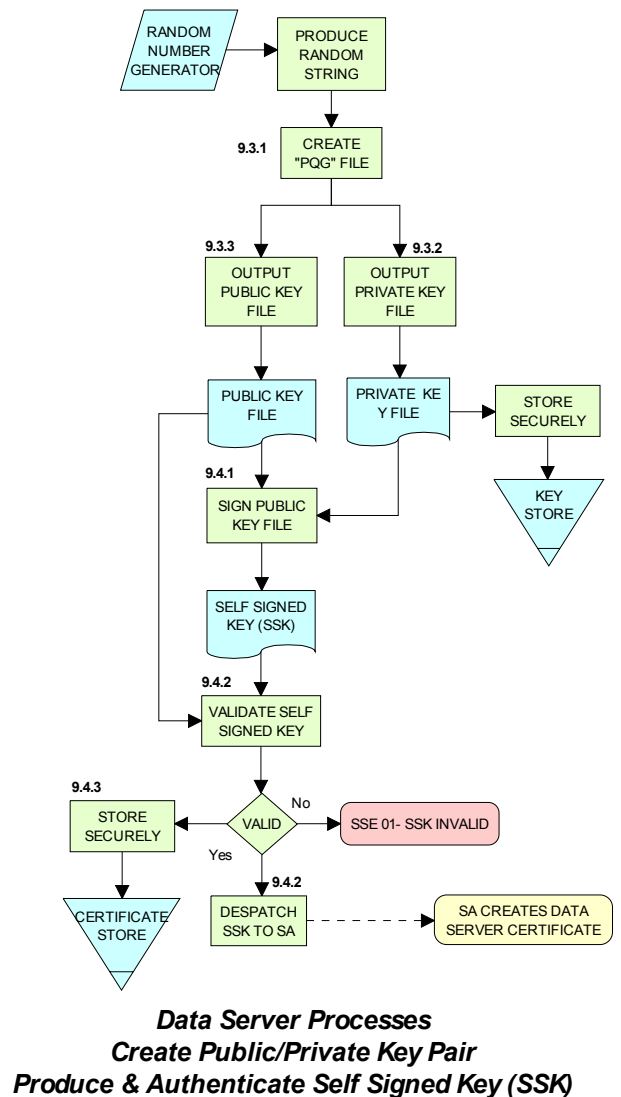 RANDOM
NUMBER
GENERATOR
PRODUCE
RANDOM
STRING
9.3.1
CREATE
"PQG" FILE
9.3.3
9.3.2
OUTPUT
PUBLIC KEY
FILE
OUTPUT
PRIVATE KEY
FILE
PUBLIC KEY
FILE
PRIVATE KE
Y FILE
STORE
SECURELY
9.4.1
SIGN PUBLIC
KEY FILE
KEY
STORE
SELF SIGNED
KEY (SSK)
9.4.2
VALIDATE SELF
SIGNED KEY
9.4.3
STORE
SECURELY
VALID
No
SSE 01- SSK INVALID
Yes
9.4.2
CERTIFICATE
STORE
DESPATCH
SSK TO SA
SA CREATES DATA
SERVER CERTIFICATE
Data Server Processes
Create Public/Private Key Pair
Produce & Authenticate Self Signed Key (SSK)